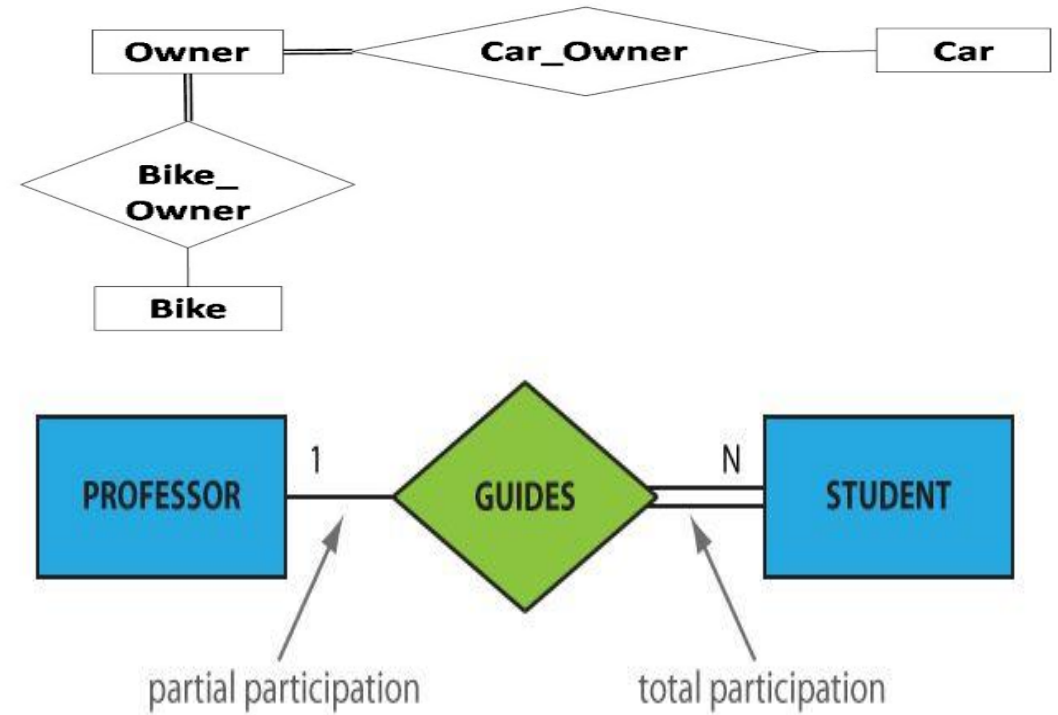 Owner
Car_Owner
Car
Bike_
Owner
Bike
PROFESSOR
1
GUIDES
N
STUDENT
partial participation
total participation